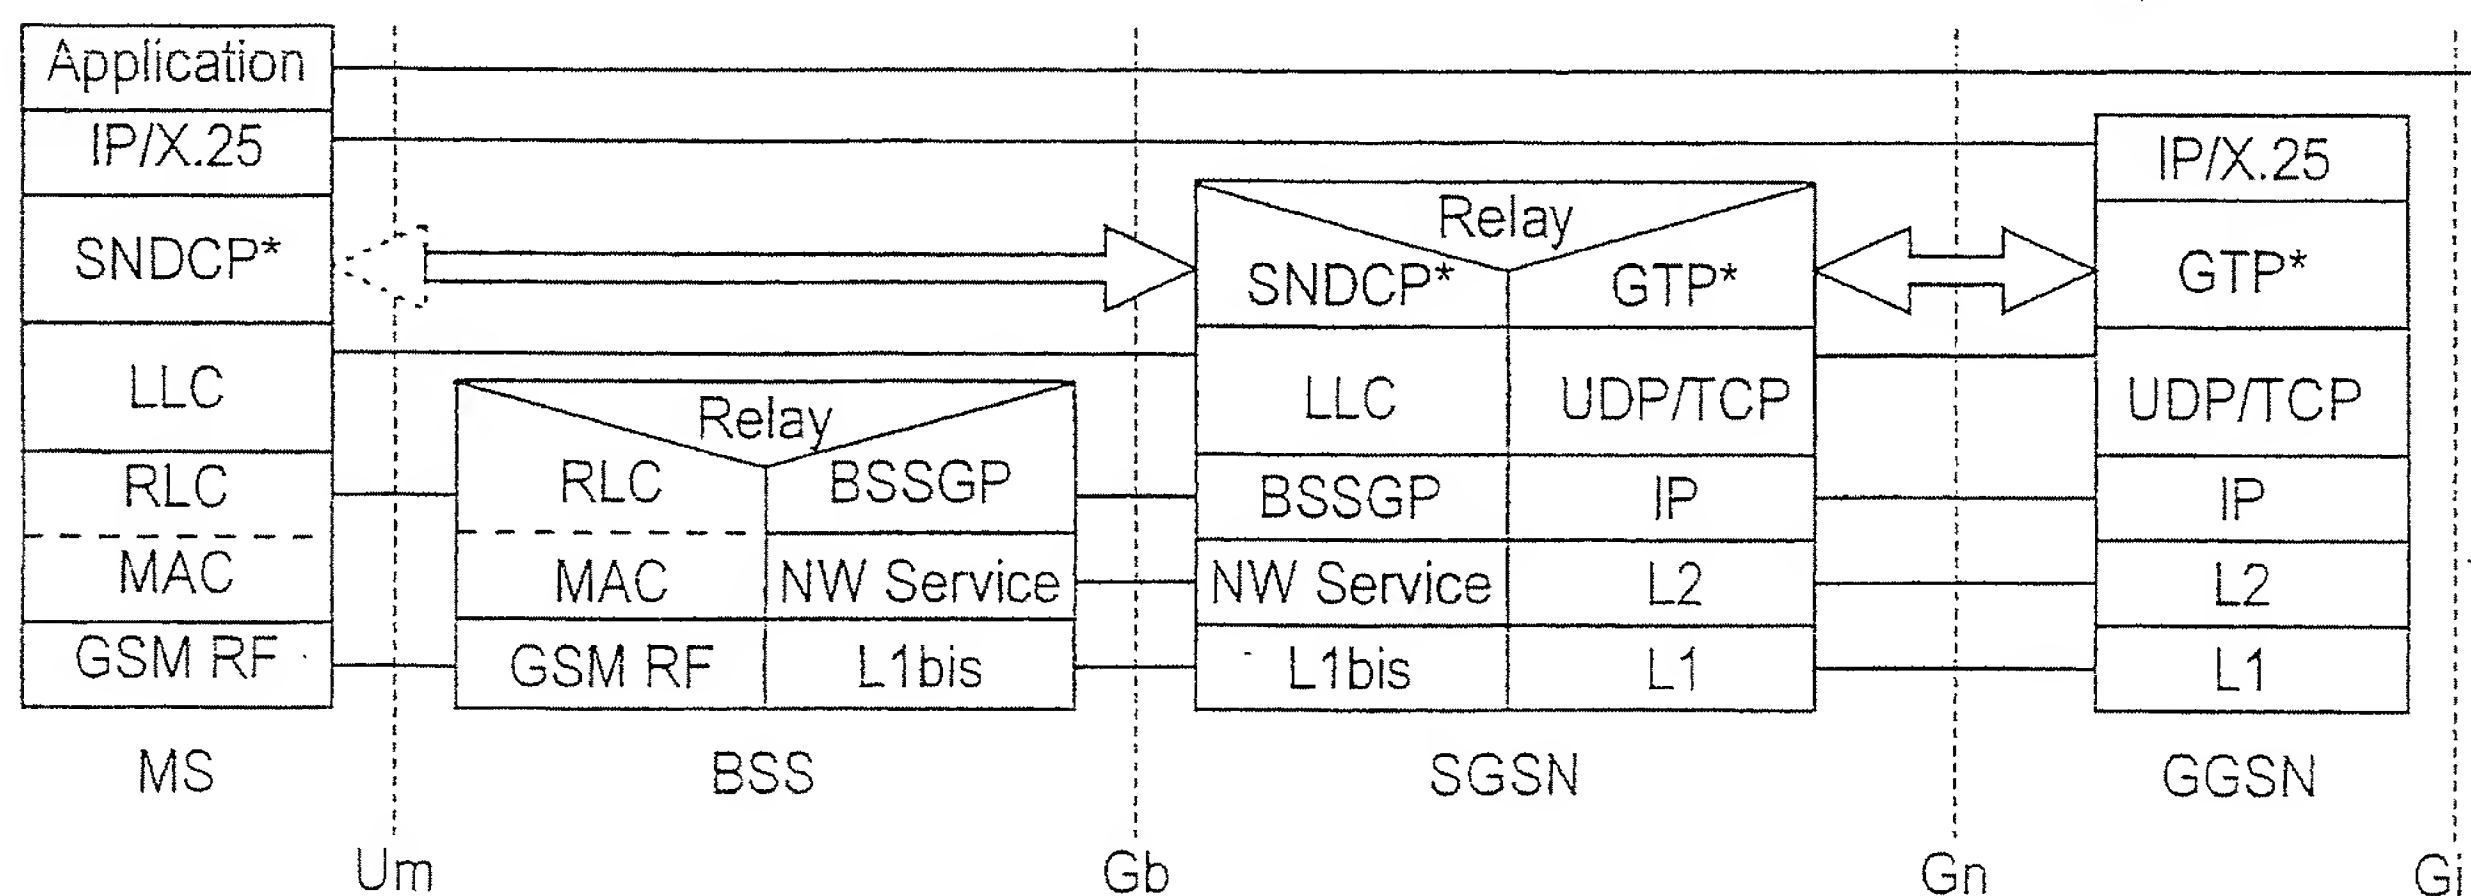 Application
IP/X.25
SNDCP*
LLC
RLC
MAC
GSM RF
MS
Um
Relay
RLC
BSSGP
MAC
NW Service
GSM RF
L1bis
BSS
Gb
Relay
SNDCP*
GTP*
LLC
UDP/TCP
BSSGP
IP
NW Service
L2
L1bis
L1
SGSN
Gn
IP/X.25
GTP*
UDP/TCP
IP
L2
L1
GGSN
Gi